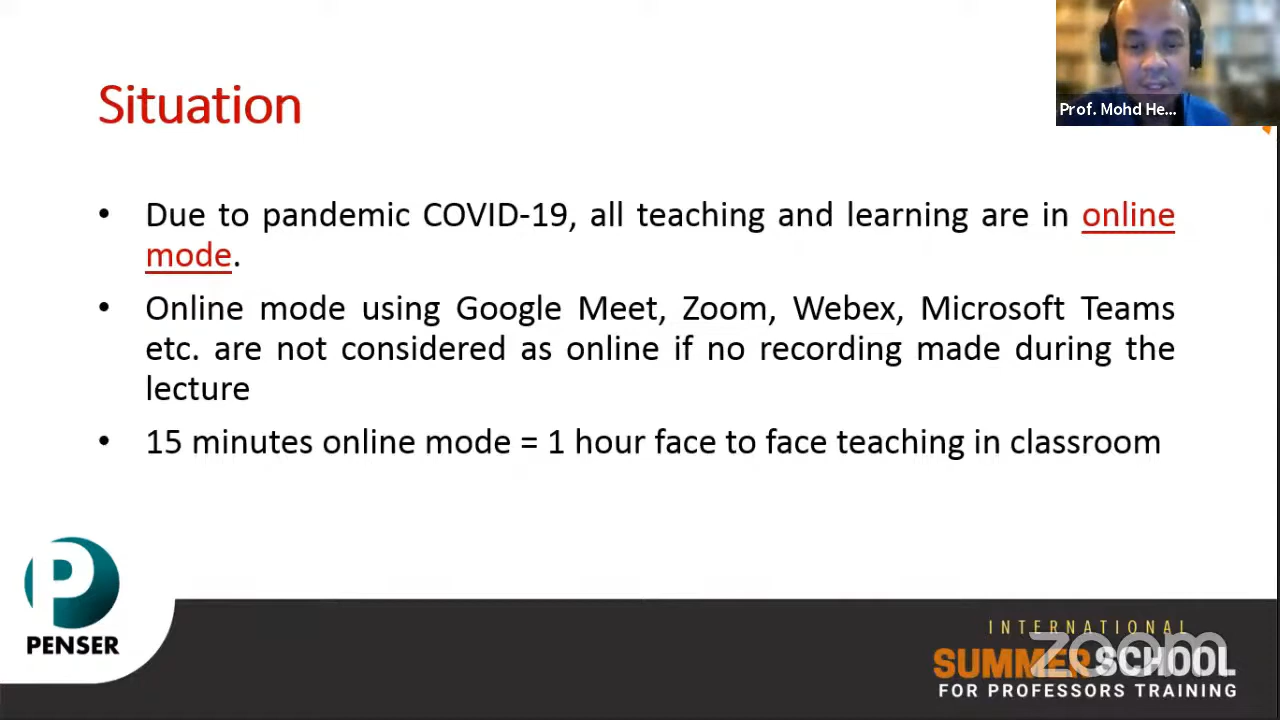 Situation
Prof. Mohd He...
• Due to pandemic COVID-19, all teaching and learning are in online
mode.
• Online mode using Google Meet, Zoom, Webex, Microsoft Teams
etc. are not considered as online if no recording made during the
lecture
• 15 minutes online mode = 1 hour face to face teaching in classroom
P
PENSER
INTERNATIONAL
zoom
SUMMER SCHOOL
FOR PROFESSORS TRAINING